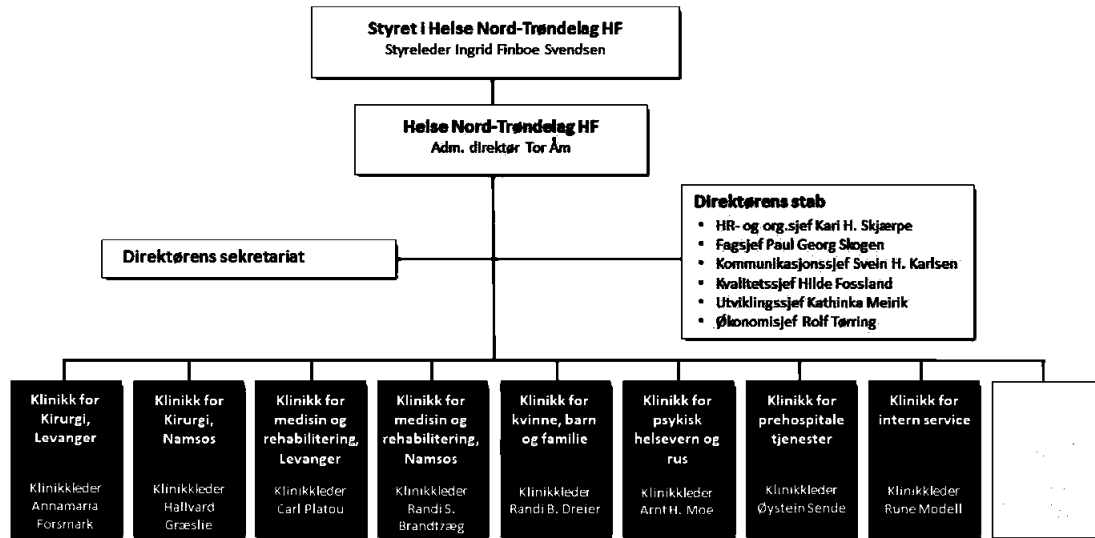 Styret i Helse Nord-Trøndelag HF
Styreleder Ingrid Finboe Svendsen
Helse Nord-Trøndelag HF
Adm. direktør Tor Åm
Direktørens sekretariat
Direktørens stab
• HR- og org.sjef Kari H. Skjærpe
• Fagsjef Paul Georg Skogen
• Kommunikasjonssjef Svein H. Karlsen
• Kvalitetssjef Hilde Fossland
• Utviklingssjef Kathinka Meirik
• Økonomisjef Rolf Tørring
Klinikk for
Kirurgi,
Levanger
Klinikkleder
Annamaria
Forsmark
Klinikk for
Kirurgi,
Namsos
Klinikkleder
Hallvard
Græslie
Klinikk for
medisin og
rehabilitering,
Levanger
Klinikkleder
Carl Platou
Klinikk for
medisin og
rehabilitering,
Namsos
Klinikkleder
Randi S.
Brandtzæg
Klinikk for
kvinne, barn
og familie
Klinikkleder
Randi B. Dreier
Klinikk for
psykisk
helsevern og
rus
Klinikkleder
Arnt H. Moe
Klinikk for
prehospitale
tjenester
Klinikkleder
Øystein Sende
Klinikk for
intern service
Klinikkleder
Rune Modell